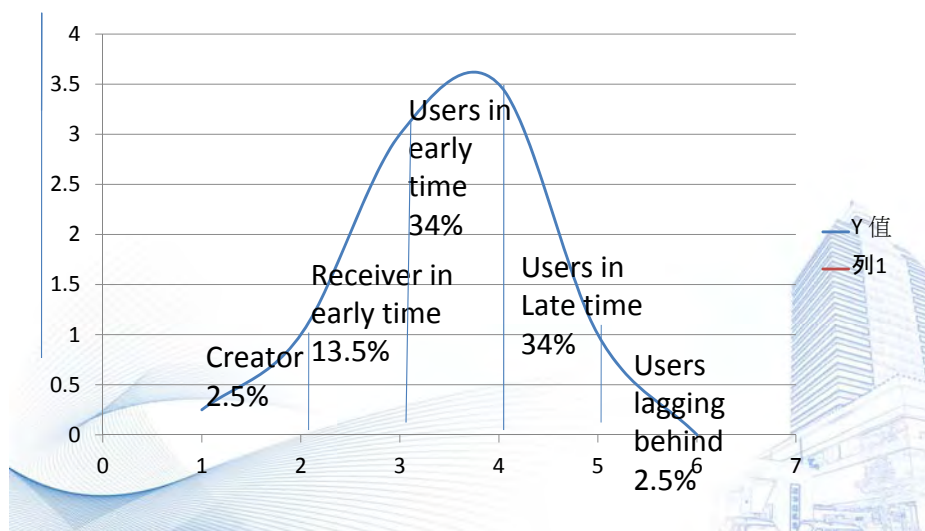 4
3.5
3
2.5
2
1.5
1
0.5
0
0
1
2
3
4
5
6
7
Creator
2.5%
Receiver in
early time
13.5%
Users in
early
time
34%
Users in
Late time
34%
Users
lagging
behind
2.5%
Y 值
列1